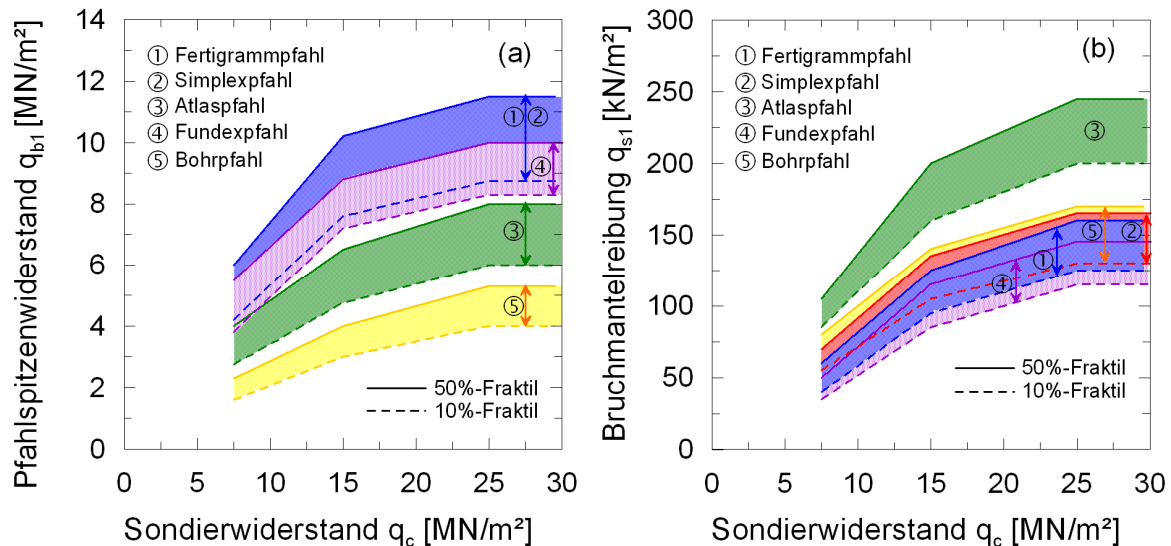 Pfahlspitzenwiderstand q_b1 [MN/m²]
14
12
10
8
6
4
2
0
(a)
① Fertigrammpfahl
② Simplexpfahl
③ Atlaspfahl
④ Fundexpfahl
⑤ Bohrpfahl
① ②
④
③
⑤
50%-Fraktil
10%-Fraktil
0 5 10 15 20 25 30
Sondierwiderstand q_c [MN/m²]
Bruchmantelreibung q_s1 [kN/m²]
300
250
200
150
100
50
0
(b)
① Fertigrammpfahl
② Simplexpfahl
③ Atlaspfahl
④ Fundexpfahl
⑤ Bohrpfahl
③
⑤ ②
①
④
50%-Fraktil
10%-Fraktil
0 5 10 15 20 25 30
Sondierwiderstand q_c [MN/m²]